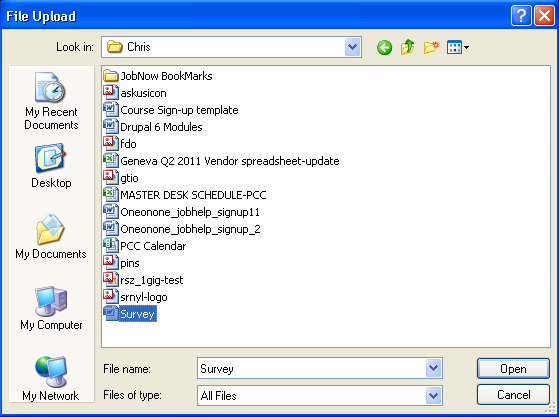 File Upload
Look in:
Chris
My Recent
Documents
Desktop
My Documents
My Computer
My Network
JobNow BookMarks
askusicon
Course Sign-up template
Drupal 6 Modules
fdo
Geneva Q2 2011 Vendor spreadsheet-update
gtio
MASTER DESK SCHEDULE-PCC
Oneonone_jobhelp_signup11
Oneonone_jobhelp_signup_2
PCC Calendar
pins
rsz_1gig-test
srnyl-logo
Survey
File name:
Survey
Open
Files of type:
All Files
Cancel